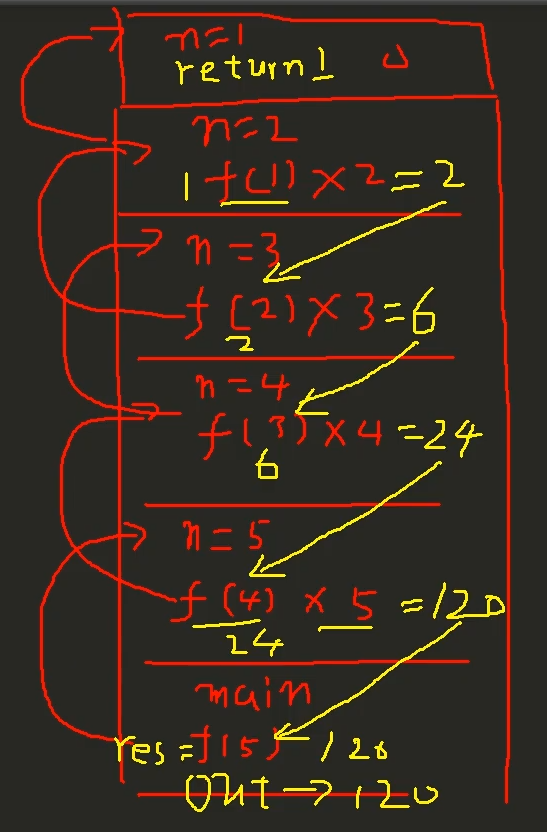 n=1
return 1
n=2
1 f(1) × 2 = 2
n=3
f(2) × 3 = 6
2
n=4
f(3) × 4 = 24
6
n=5
f(4) × 5 = 120
24
main
res = f(5) 120
out → 120